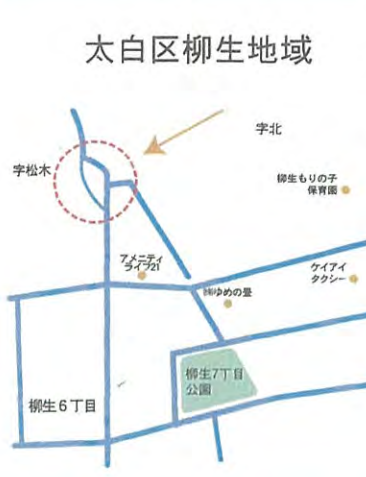 太白区柳生地域
字北
字松木
柳生もりの子
保育園
アメニティ
ライフ21
ケイアイ
タクシー
㈲ゆめの畳
柳生7丁目
公園
柳生6丁目